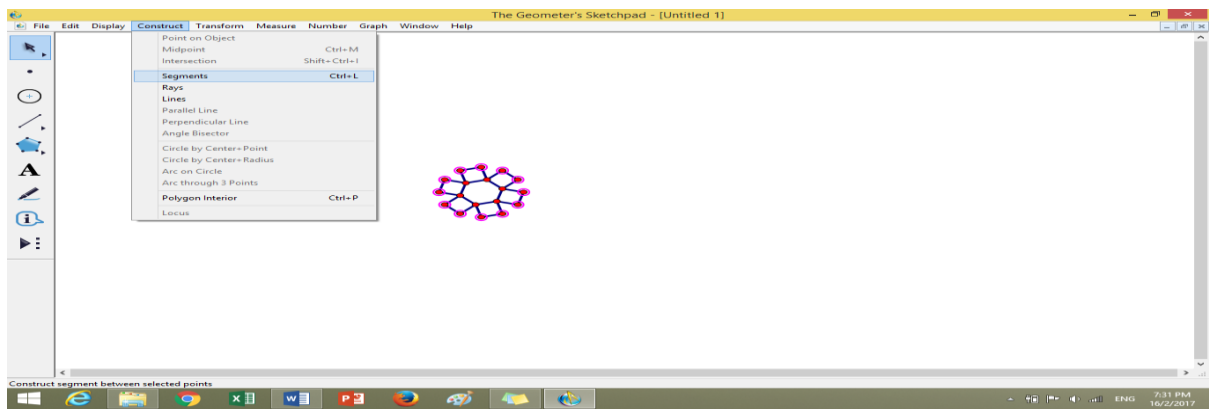 The Geometer's Sketchpad - [Untitled 1]
File Edit Display Construct Transform Measure Number Graph Window Help
Point on Object
Midpoint Ctrl+M
Intersection Shift+Ctrl+I
Segments Ctrl+L
Rays
Lines
Parallel Line
Perpendicular Line
Angle Bisector
Circle by Center+Point
Circle by Center+Radius
Arc on Circle
Arc through 3 Points
Polygon Interior Ctrl+P
Locus
A
i
Construct segment between selected points
ENG
7:31 PM
16/2/2017